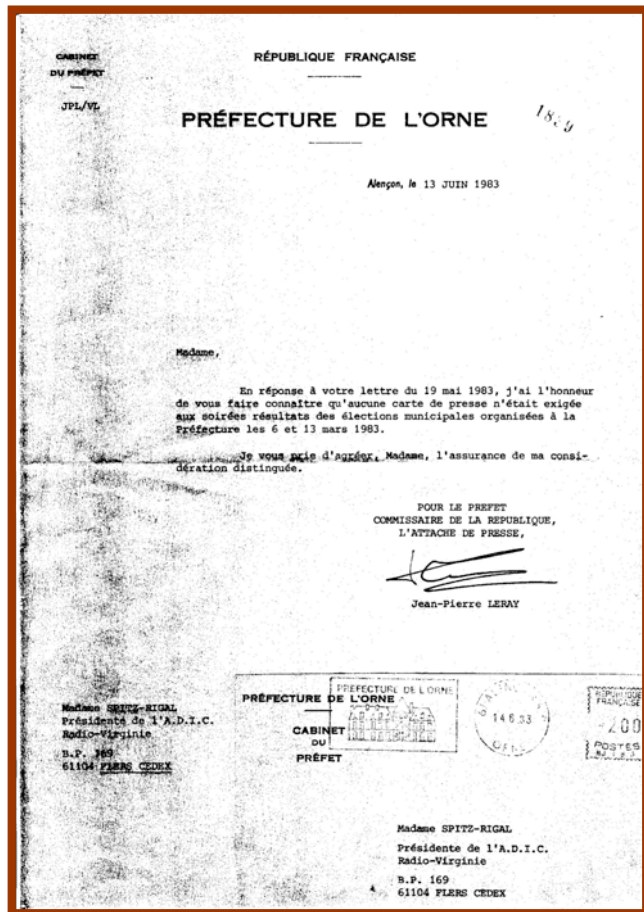 CABINET
DU PRÉFET
JPL/VL
RÉPUBLIQUE FRANÇAISE
PRÉFECTURE DE L'ORNE
1839
Alençon, le 13 JUIN 1983
Madame,
En réponse à votre lettre du 19 mai 1983, j'ai l'honneur
de vous faire connaître qu'aucune carte de presse n'était exigée
aux soirées résultats des élections municipales organisées à la
Préfecture les 6 et 13 mars 1983.
Je vous prie d'agréer, Madame, l'assurance de ma consi-
dération distinguée.
POUR LE PREFET
COMMISSAIRE DE LA REPUBLIQUE,
L'ATTACHE DE PRESSE,
Jean-Pierre LERAY
Madame SPITZ-RIGAL
Présidente de l'A.D.I.C.
Radio-Virginie
B.P. 169
61104 FLERS CEDEX
PRÉFECTURE DE L'ORNE
CABINET
DU
PRÉFET
PREFECTURE DE L ORNE
14.6.83
ORNE
REPUBLIQUE
FRANÇAISE
200
POSTES
Madame SPITZ-RIGAL
Présidente de l'A.D.I.C.
Radio-Virginie
B.P. 169
61104 FLERS CEDEX